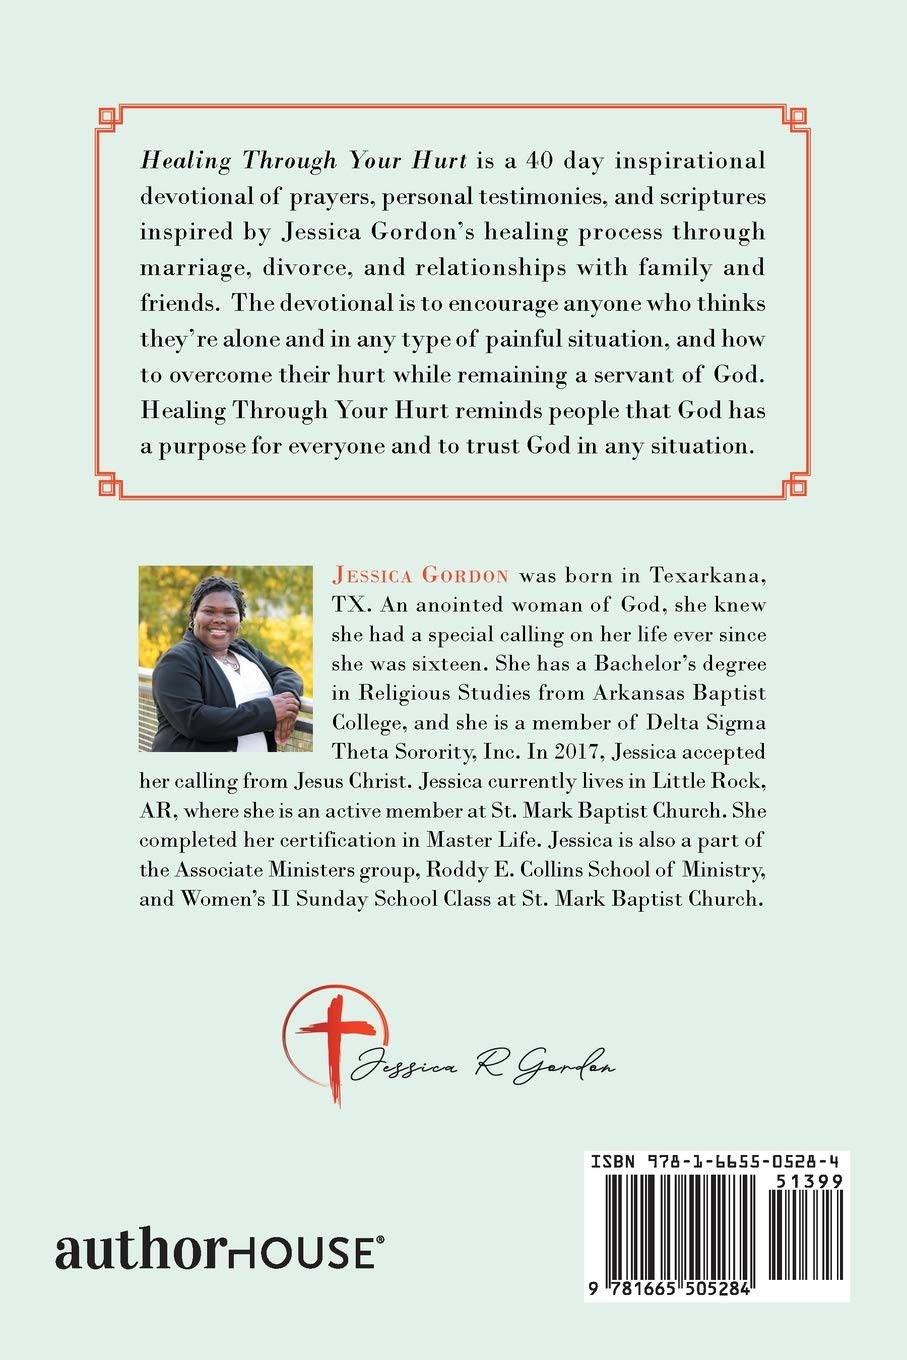 Healing Through Your Hurt is a 40 day inspirational
devotional of prayers, personal testimonies, and scriptures
inspired by Jessica Gordon's healing process through
marriage, divorce, and relationships with family and
friends. The devotional is to encourage anyone who thinks
they're alone and in any type of painful situation, and how
to overcome their hurt while remaining a servant of God.
Healing Through Your Hurt reminds people that God has
a purpose for everyone and to trust God in any situation.
JESSICA GORDON was born in Texarkana,
TX. An anointed woman of God, she knew
she had a special calling on her life ever since
she was sixteen. She has a Bachelor's degree
in Religious Studies from Arkansas Baptist
College, and she is a member of Delta Sigma
Theta Sorority, Inc. In 2017, Jessica accepted
her calling from Jesus Christ. Jessica currently lives in Little Rock,
AR, where she is an active member at St. Mark Baptist Church. She
completed her certification in Master Life. Jessica is also a part of
the Associate Ministers group, Roddy E. Collins School of Ministry,
and Women's II Sunday School Class at St. Mark Baptist Church.
Jessica R Gordon
ISBN 978-1-6655-0528-4
51399
authorHOUSE®
9 781665 505284